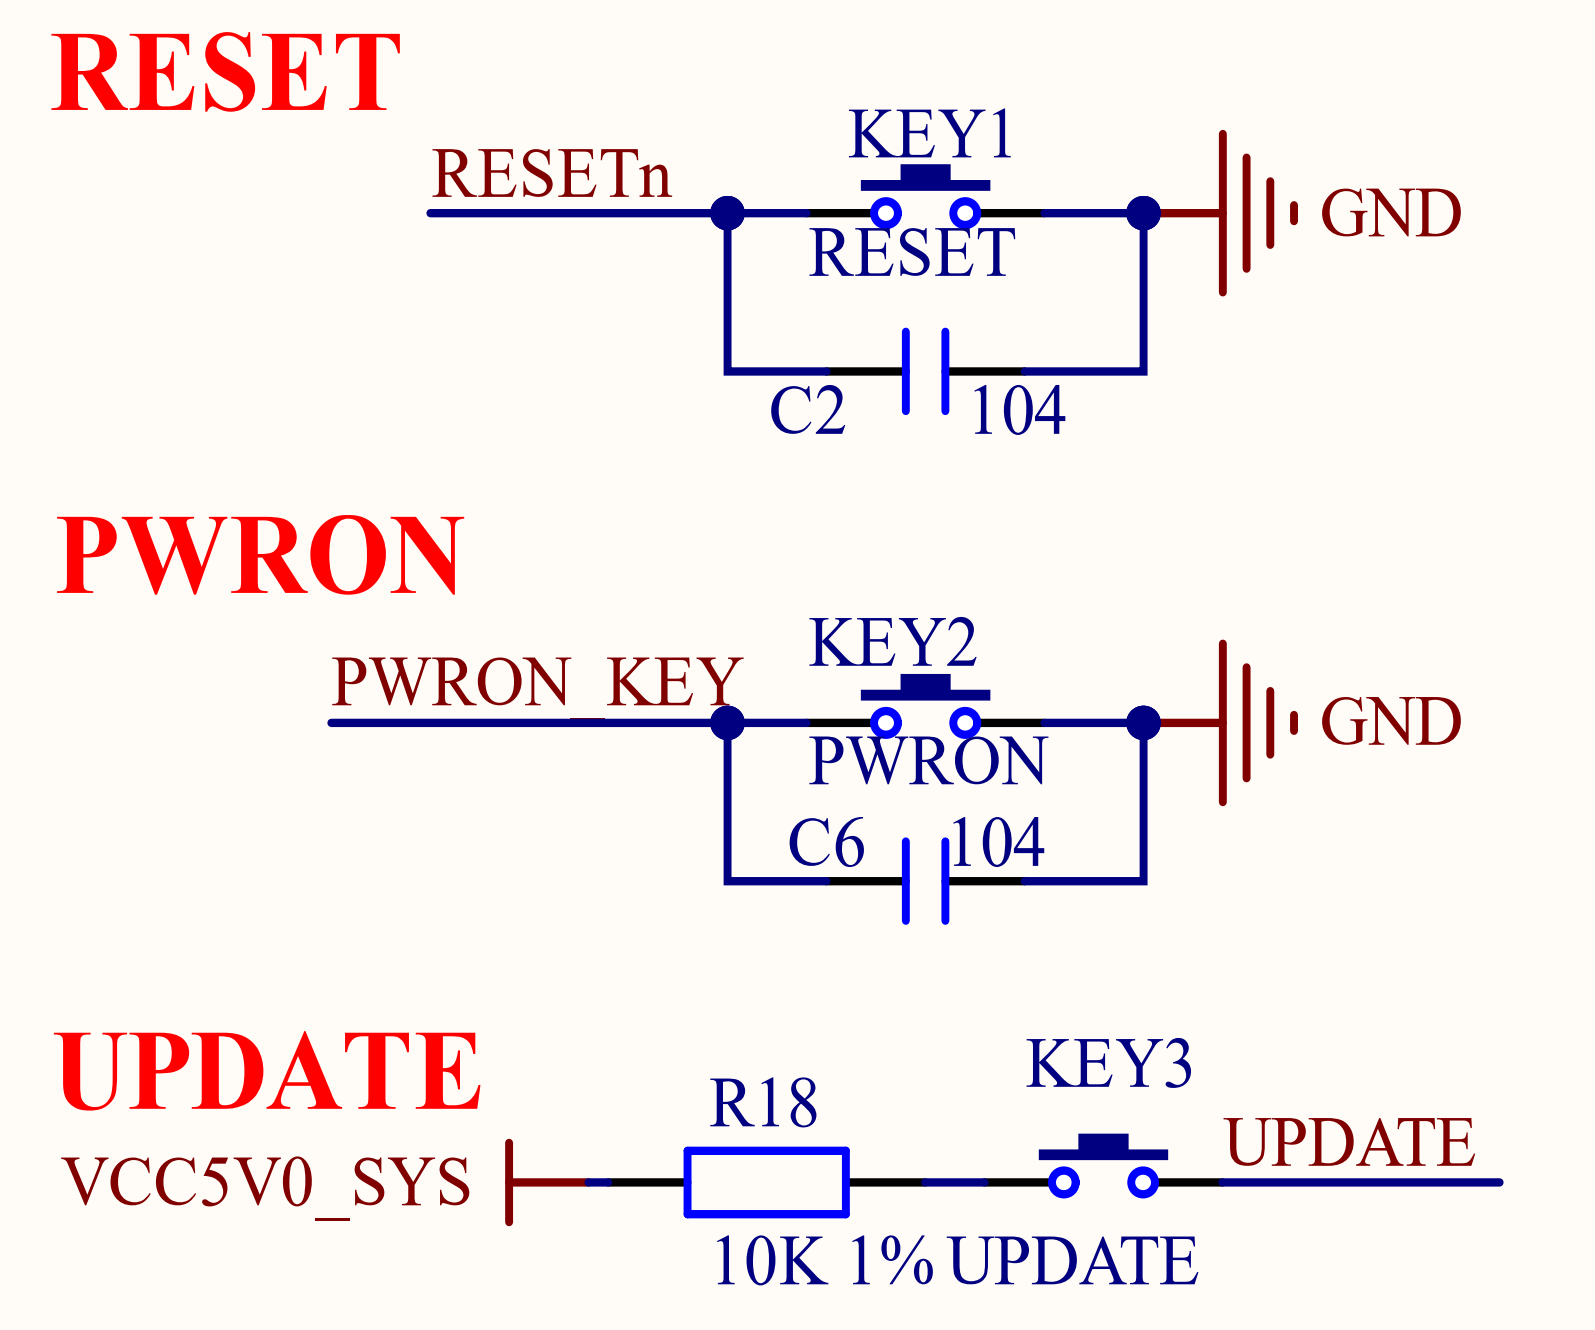 RESET
KEY1
RESETn
GND
RESET
C2 104
PWRON
KEY2
PWRON_KEY
GND
PWRON
C6 104
UPDATE
KEY3
R18
UPDATE
VCC5V0_SYS
10K 1% UPDATE